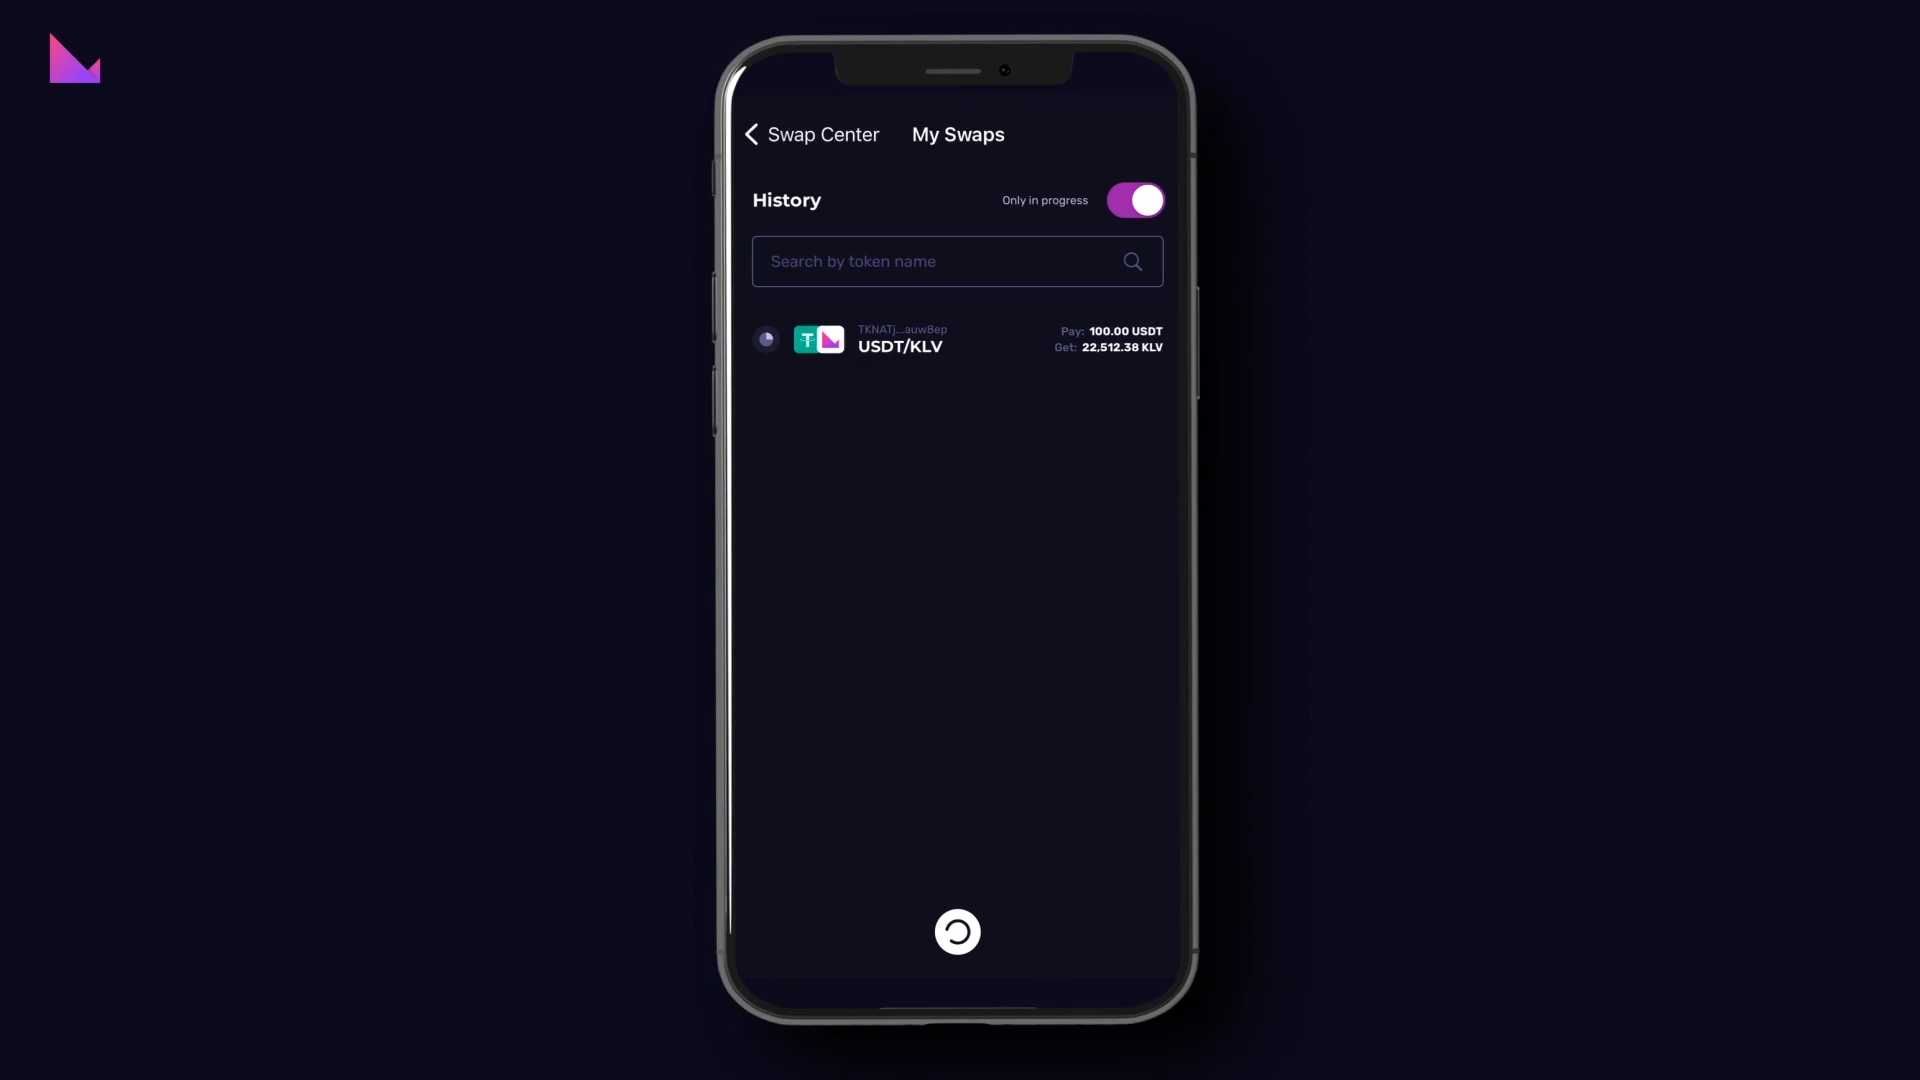 Swap Center
My Swaps
History
Only in progress
Search by token name
TKNATj...auw8ep
USDT/KLV
Pay: 100.00 USDT
Get: 22,512.38 KLV